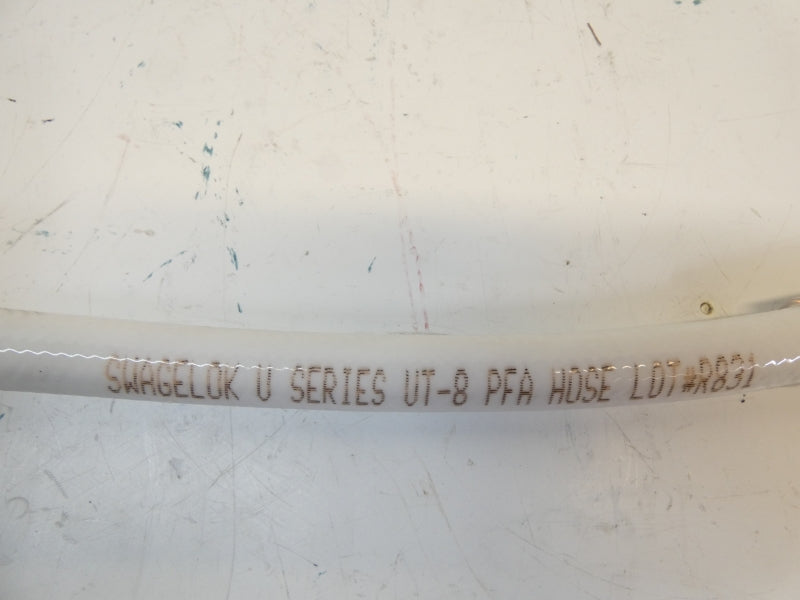 SWAGELOK U SERIES UT-8 PFA HOSE LOT#R831